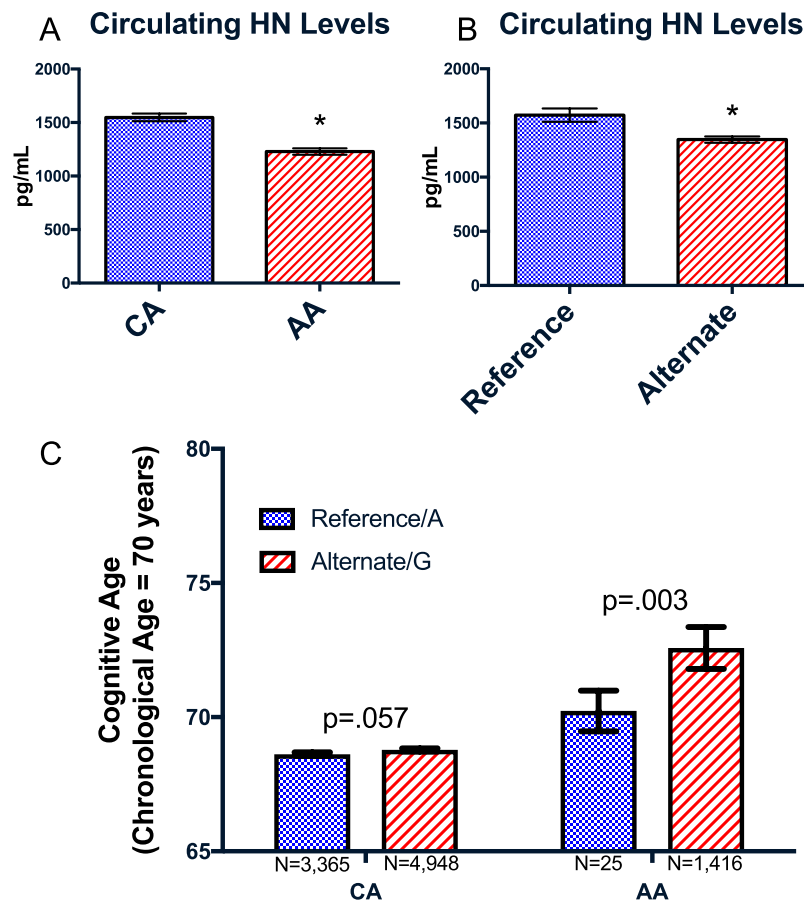 A
Circulating HN Levels
2000
1500
1000
500
0
pg/mL
*
CA
AA
B
Circulating HN Levels
2000
1500
1000
500
0
pg/mL
*
Reference
Alternate
C
Cognitive Age
(Chronological Age = 70 years)
80
75
70
65
Reference/A
Alternate/G
p=.057
p=.003
N=3,365
N=4,948
N=25
N=1,416
CA
AA